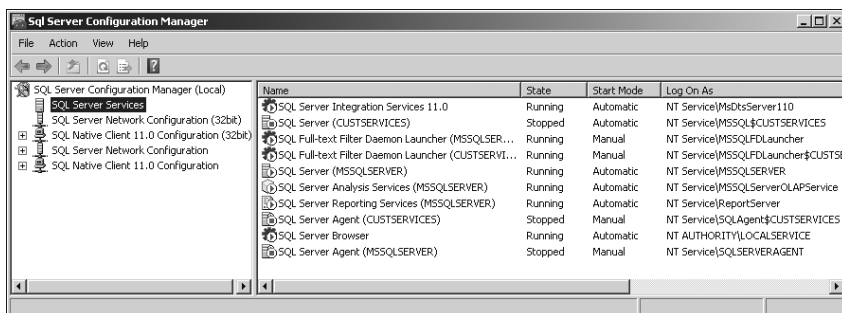 Sql Server Configuration Manager
File Action View Help
SQL Server Configuration Manager (Local)
SQL Server Services
SQL Server Network Configuration (32bit)
SQL Native Client 11.0 Configuration (32bit)
SQL Server Network Configuration
SQL Native Client 11.0 Configuration
Name State Start Mode Log On As
SQL Server Integration Services 11.0 Running Automatic NT Service\MsDtsServer110
SQL Server (CUSTSERVICES) Stopped Automatic NT Service\MSSQL$CUSTSERVICES
SQL Full-text Filter Daemon Launcher (MSSQLSER... Running Manual NT Service\MSSQLFDLauncher
SQL Full-text Filter Daemon Launcher (CUSTSERVI... Running Manual NT Service\MSSQLFDLauncher$CUSTSE
SQL Server (MSSQLSERVER) Running Automatic NT Service\MSSQLSERVER
SQL Server Analysis Services (MSSQLSERVER) Running Automatic NT Service\MSSQLServerOLAPService
SQL Server Reporting Services (MSSQLSERVER) Running Automatic NT Service\ReportServer
SQL Server Agent (CUSTSERVICES) Stopped Manual NT Service\SQLAgent$CUSTSERVICES
SQL Server Browser Running Automatic NT AUTHORITY\LOCALSERVICE
SQL Server Agent (MSSQLSERVER) Stopped Manual NT Service\SQLSERVERAGENT